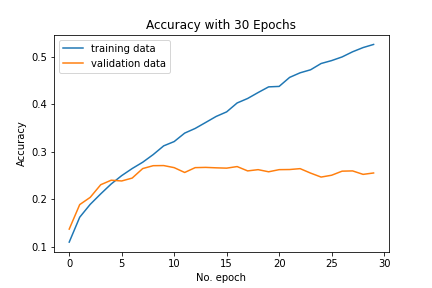 Accuracy with 30 Epochs
training data
validation data
0.5
0.4
0.3
0.2
0.1
Accuracy
0 5 10 15 20 25 30
No. epoch